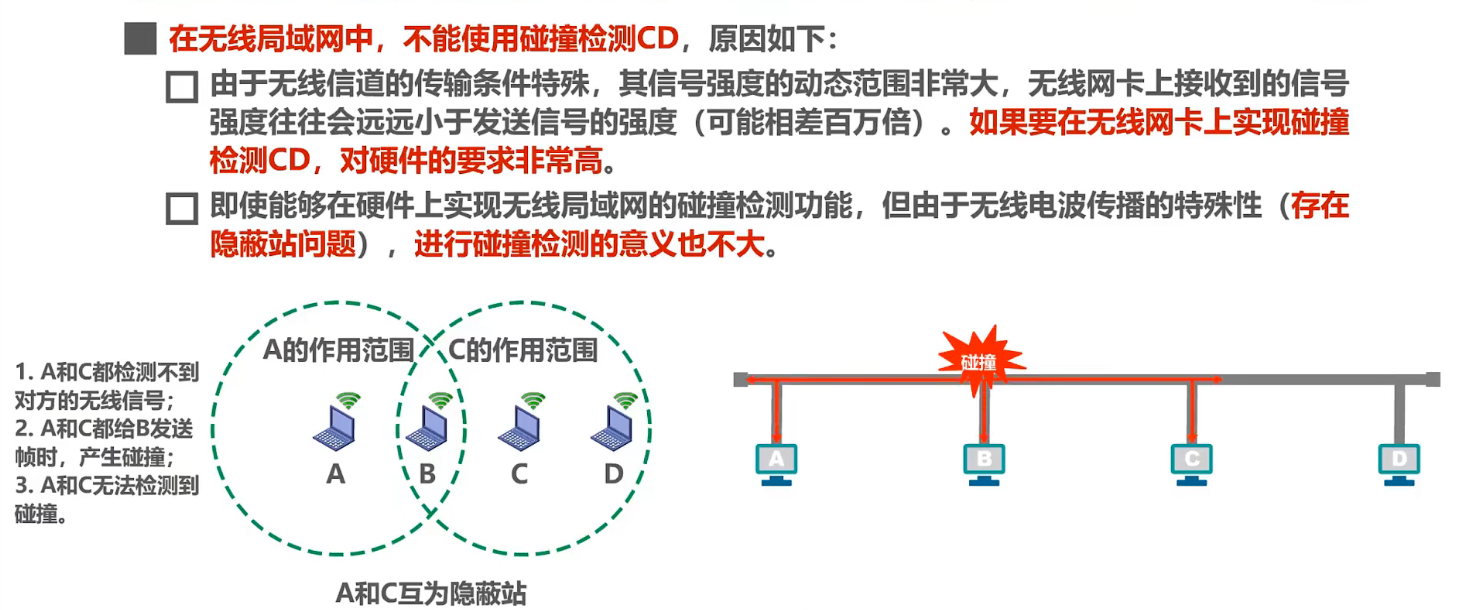 在无线局域网中，不能使用碰撞检测CD，原因如下：
由于无线信道的传输条件特殊，其信号强度的动态范围非常大，无线网卡上接收到的信号
强度往往会远远小于发送信号的强度（可能相差百万倍）。如果要在无线网卡上实现碰撞
检测CD，对硬件的要求非常高。
即使能够在硬件上实现无线局域网的碰撞检测功能，但由于无线电波传播的特殊性（存在
隐蔽站问题），进行碰撞检测的意义也不大。
1. A和C都检测不到
对方的无线信号；
2. A和C都给B发送
帧时，产生碰撞；
3. A和C无法检测到
碰撞。
A的作用范围
C的作用范围
A
B
C
D
A和C互为隐蔽站
碰撞
A
B
C
D